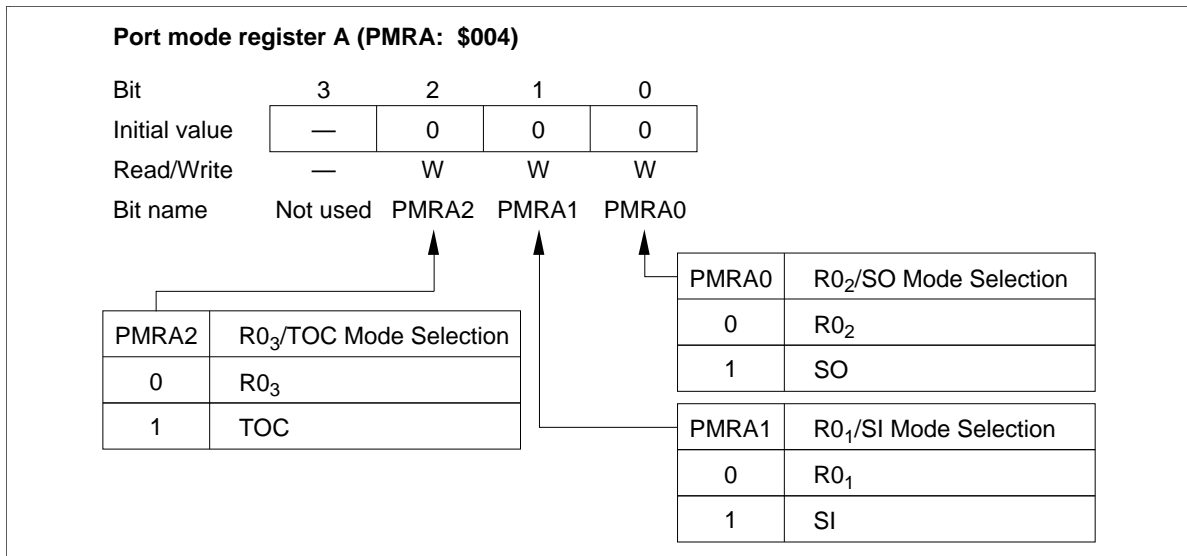 Port mode register A (PMRA: $004)
Bit 3 2 1 0
Initial value — 0 0 0
Read/Write — W W W
Bit name Not used PMRA2 PMRA1 PMRA0
PMRA2 R0₃/TOC Mode Selection
0 R0₃
1 TOC
PMRA0 R0₂/SO Mode Selection
0 R0₂
1 SO
PMRA1 R0₁/SI Mode Selection
0 R0₁
1 SI